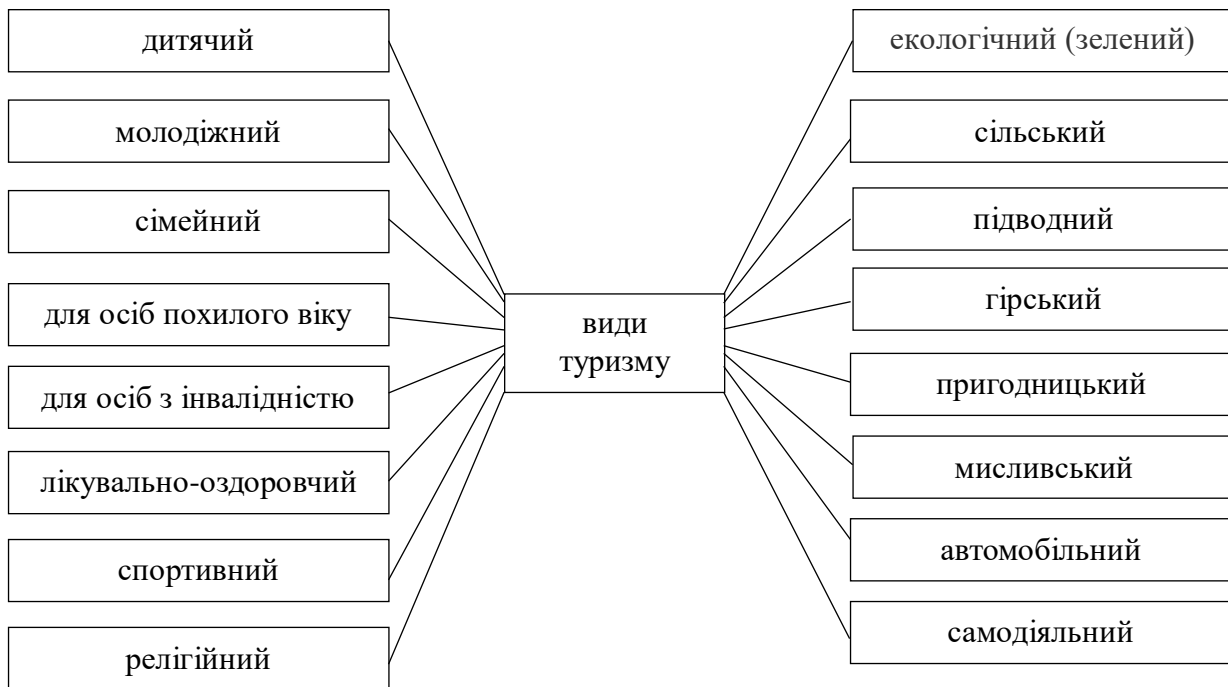 дитячий
молодіжний
сімейний
для осіб похилого віку
для осіб з інвалідністю
лікувально-оздоровчий
спортивний
релігійний
види
туризму
екологічний (зелений)
сільський
підводний
гірський
пригодницький
мисливський
автомобільний
самодіяльний